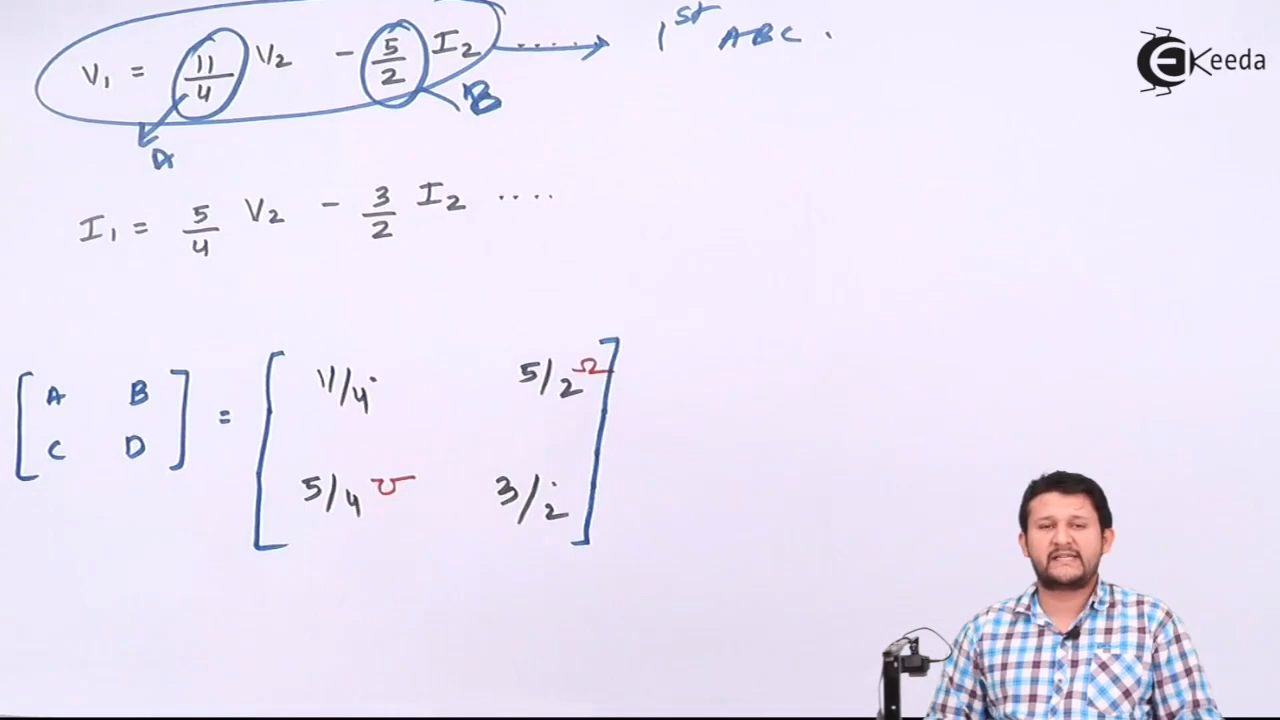 V₁ = 11/4 V₂ - 5/2 I₂ ..... → 1st ABC.
A
B
EKeeda
I₁ = 5/4 V₂ - 3/2 I₂ ....
[ A B
C D ] = [ 11/4 5/2 Ω
5/4 ℧ 3/2 ]